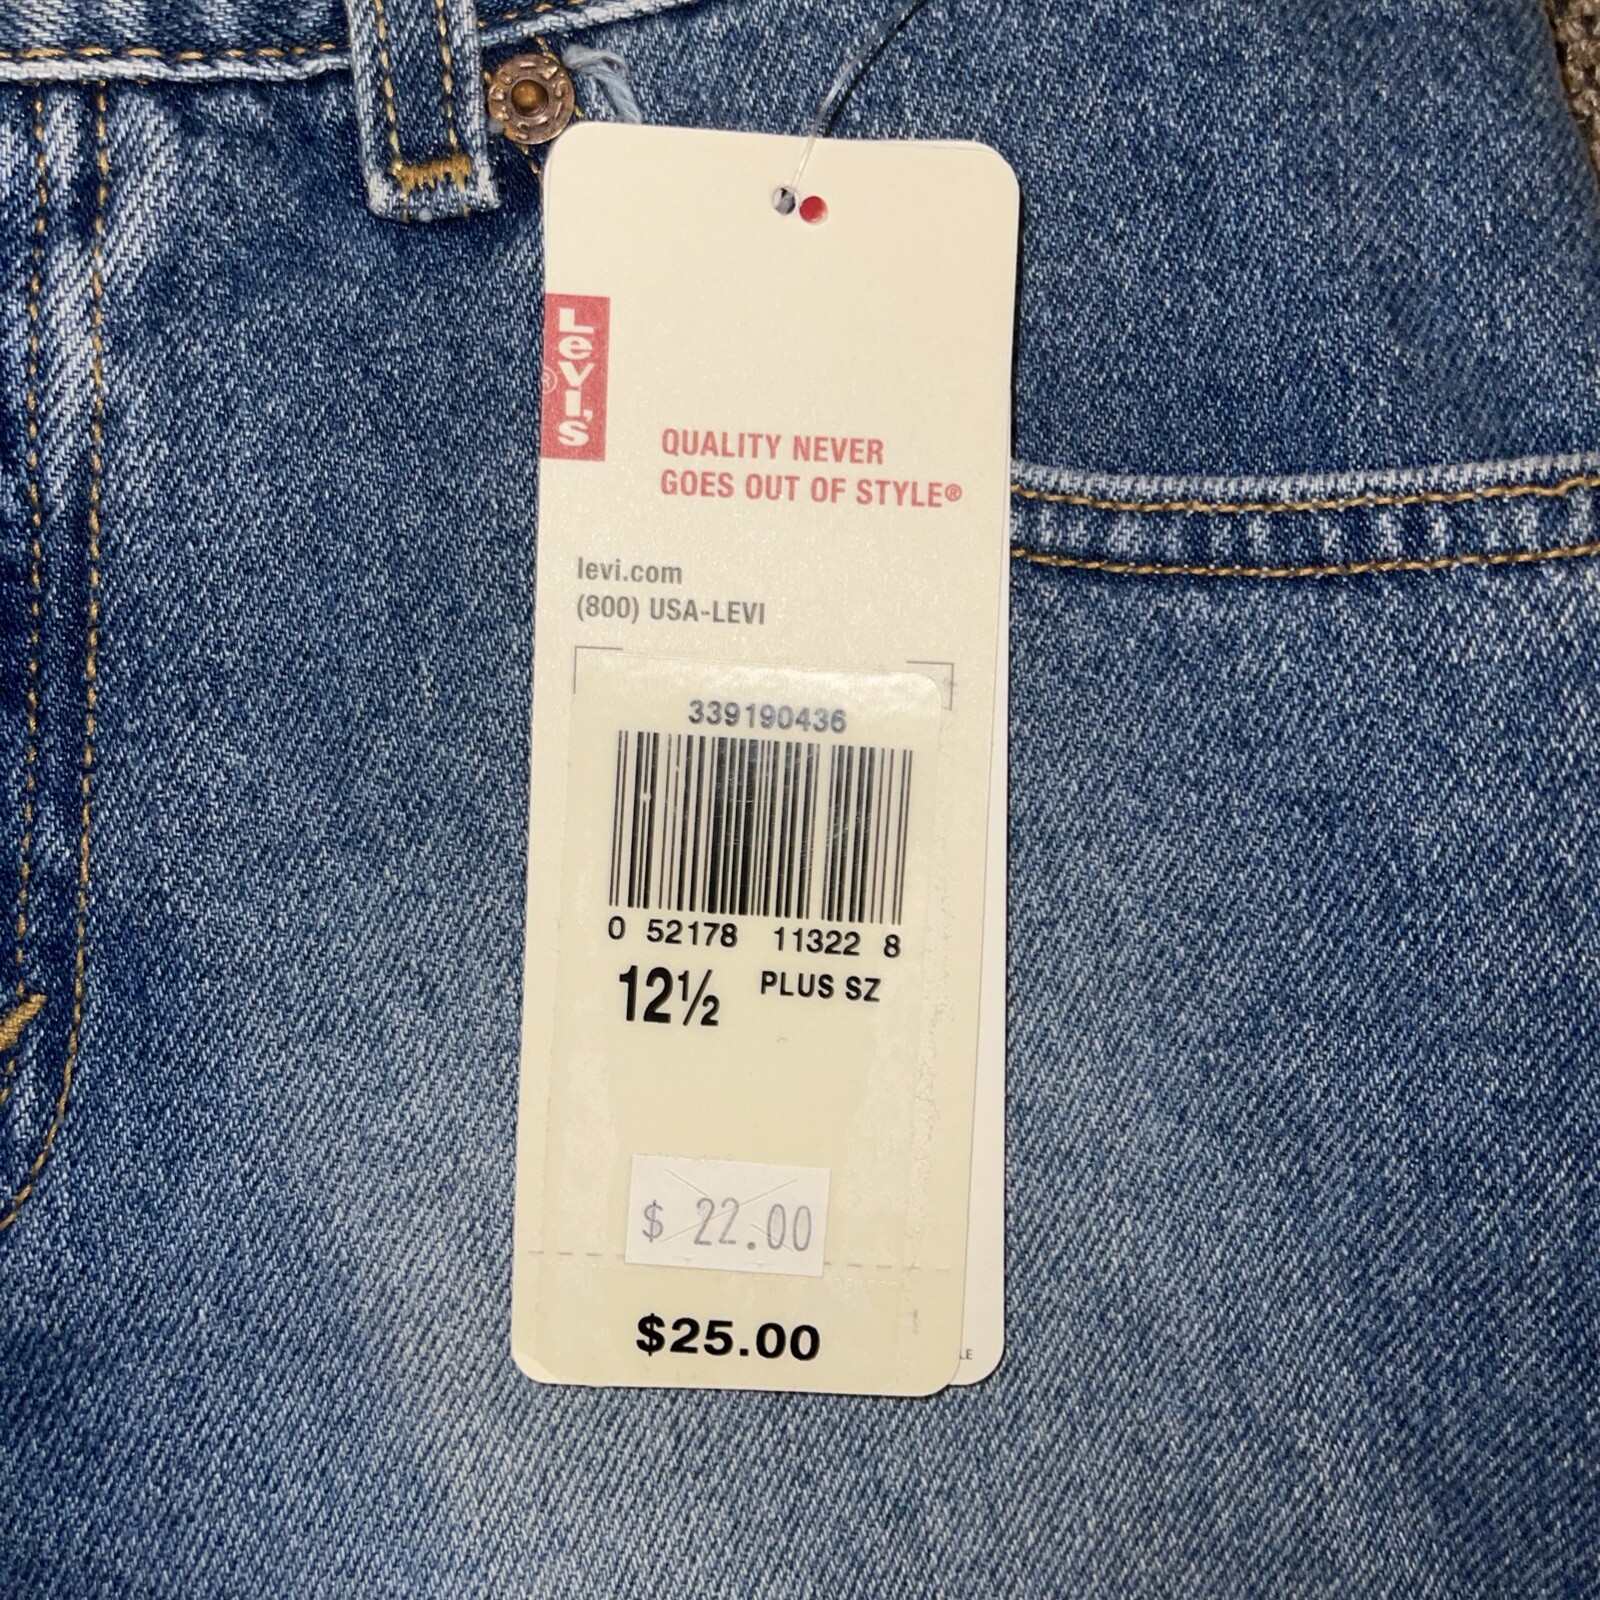 Levi's
®
QUALITY NEVER
GOES OUT OF STYLE®
levi.com
(800) USA-LEVI
339190436
0 52178 11322 8
12½ PLUS SZ
$ 22.00
$25.00
LE